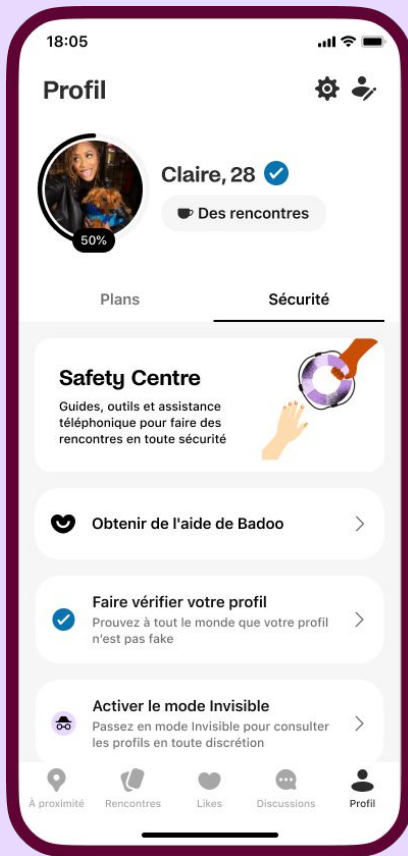 18:05
Profil
Claire, 28
Des rencontres
50%
Plans
Sécurité
Safety Centre
Guides, outils et assistance
téléphonique pour faire des
rencontres en toute sécurité
Obtenir de l'aide de Badoo
Faire vérifier votre profil
Prouvez à tout le monde que votre profil
n'est pas fake
Activer le mode Invisible
Passez en mode Invisible pour consulter
les profils en toute discrétion
À proximité
Rencontres
Likes
Discussions
Profil